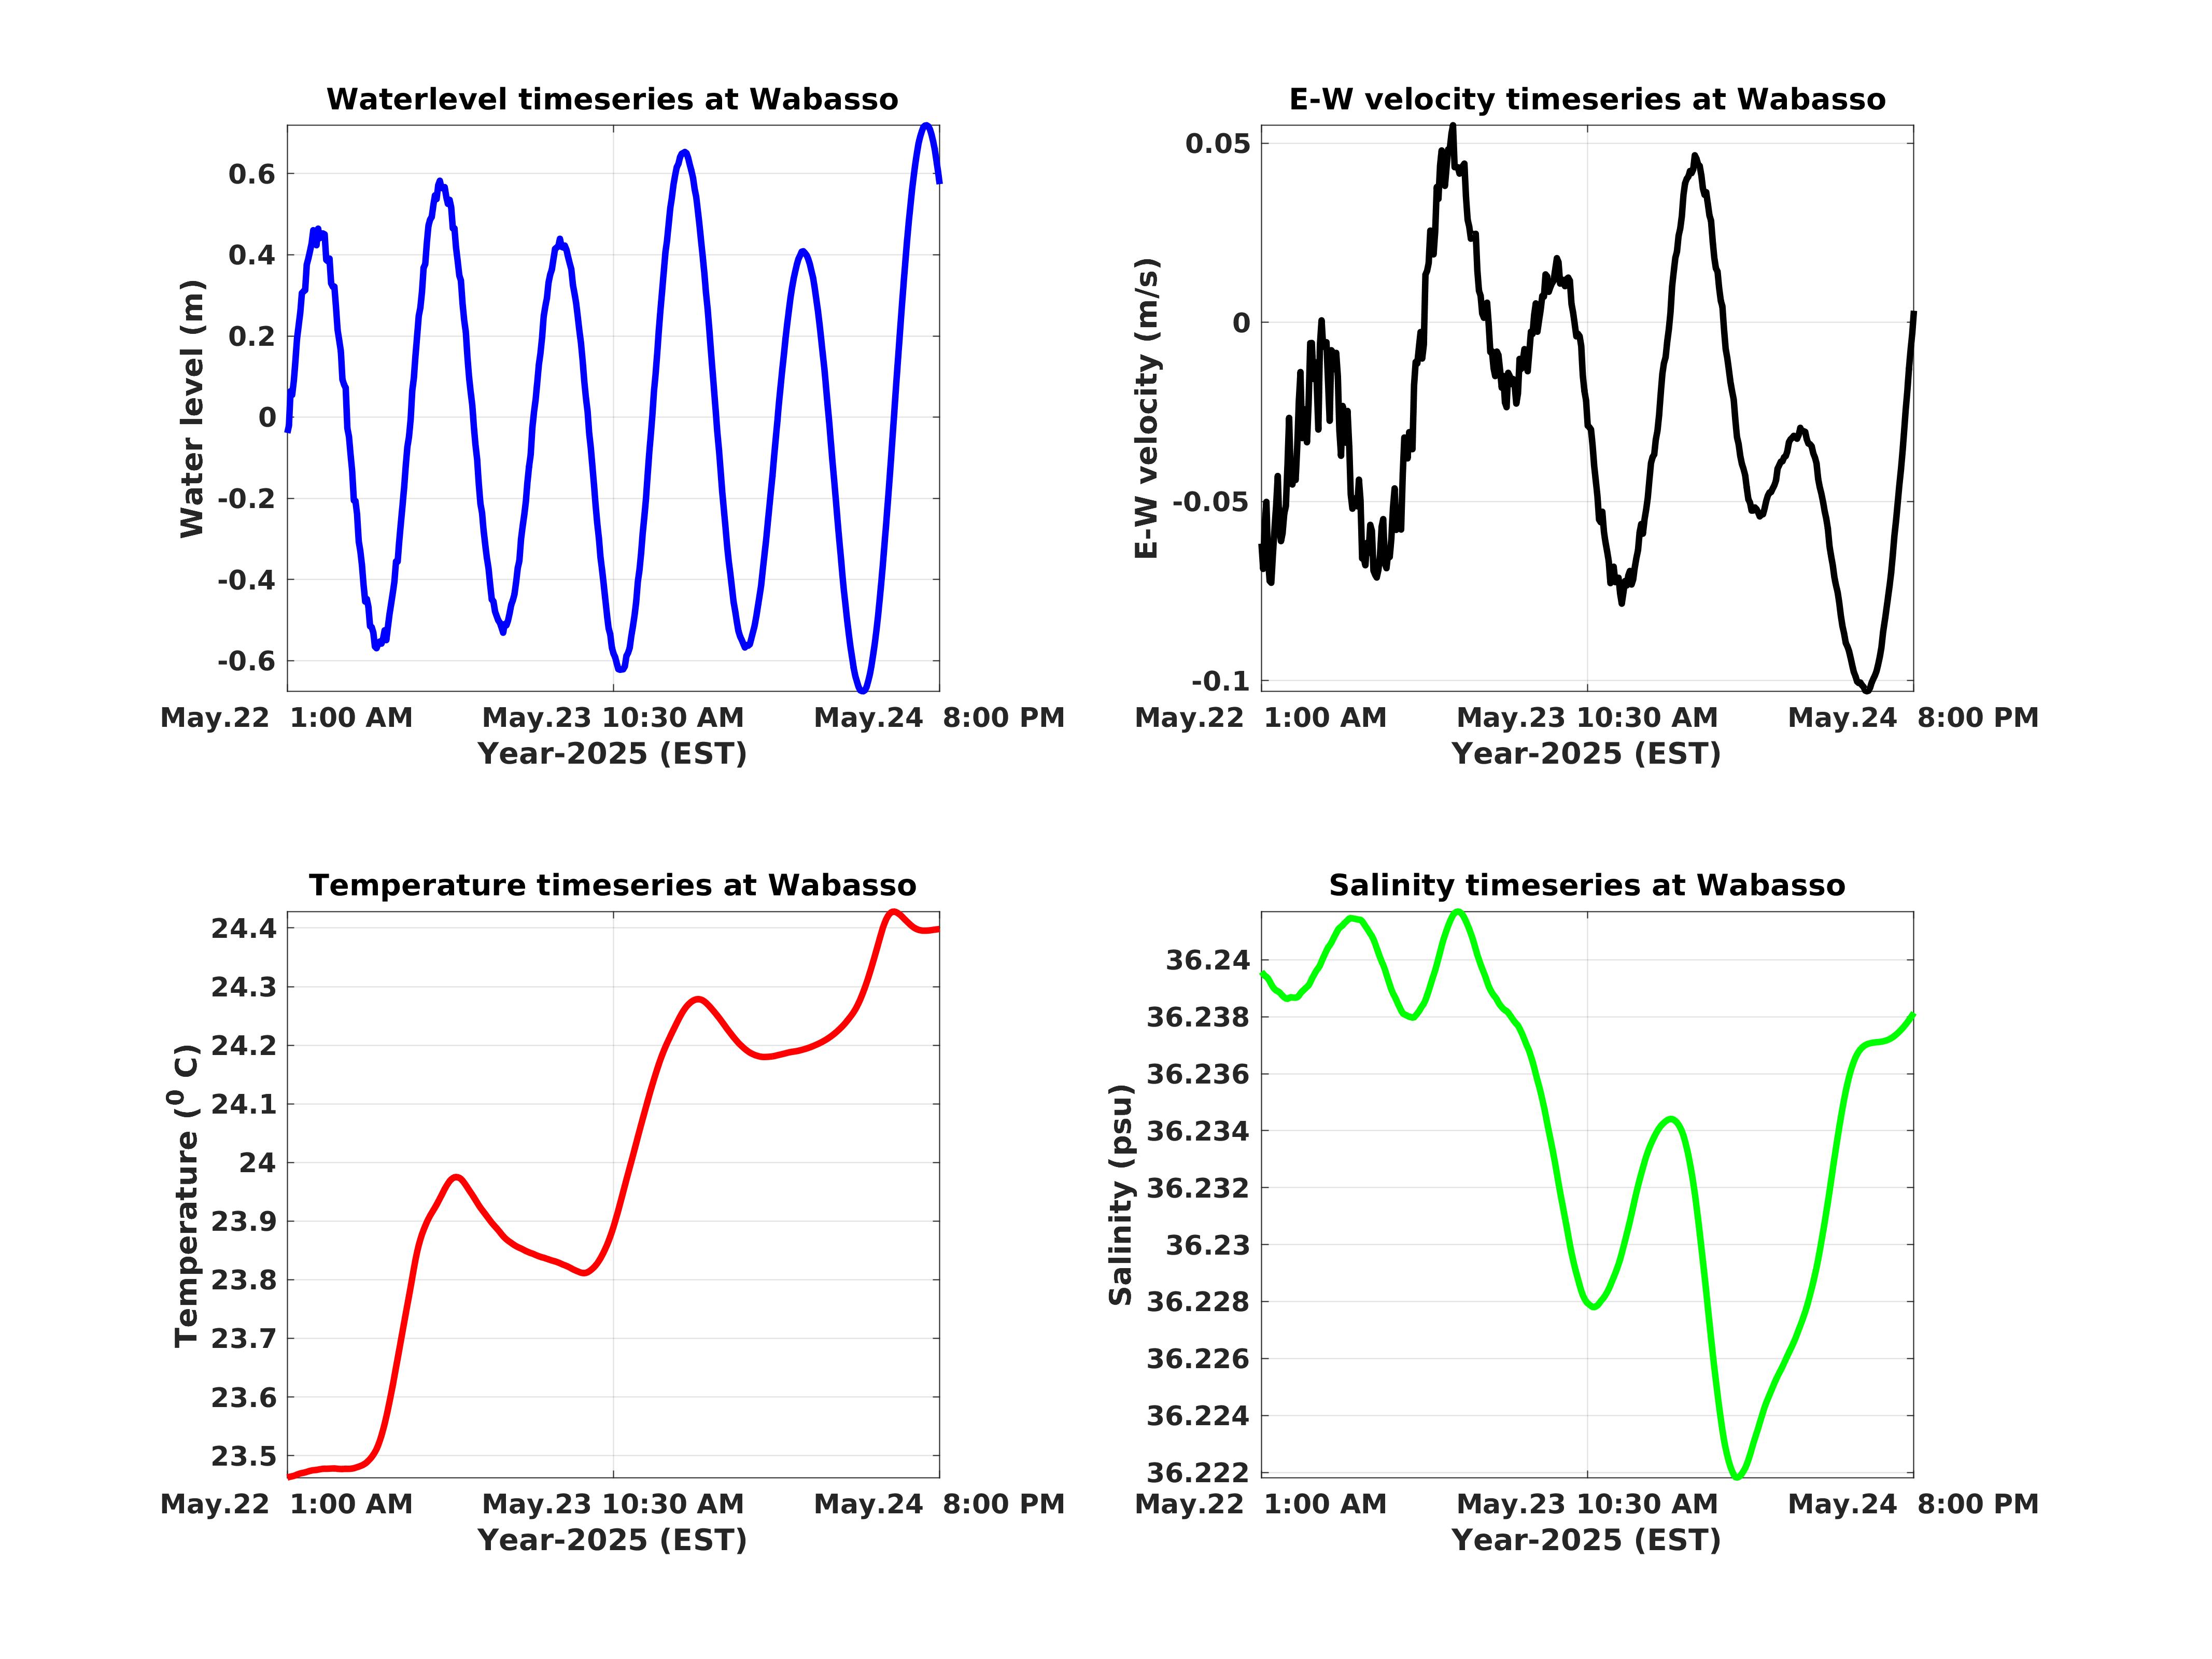 Waterlevel timeseries at Wabasso
Water level (m)
0.6
0.4
0.2
0
-0.2
-0.4
-0.6
May.22 1:00 AM
May.23 10:30 AM
May.24 8:00 PM
Year-2025 (EST)
E-W velocity timeseries at Wabasso
E-W velocity (m/s)
0.05
0
-0.05
-0.1
May.22 1:00 AM
May.23 10:30 AM
May.24 8:00 PM
Year-2025 (EST)
Temperature timeseries at Wabasso
Temperature (⁰ C)
24.4
24.3
24.2
24.1
24
23.9
23.8
23.7
23.6
23.5
May.22 1:00 AM
May.23 10:30 AM
May.24 8:00 PM
Year-2025 (EST)
Salinity timeseries at Wabasso
Salinity (psu)
36.24
36.238
36.236
36.234
36.232
36.23
36.228
36.226
36.224
36.222
May.22 1:00 AM
May.23 10:30 AM
May.24 8:00 PM
Year-2025 (EST)